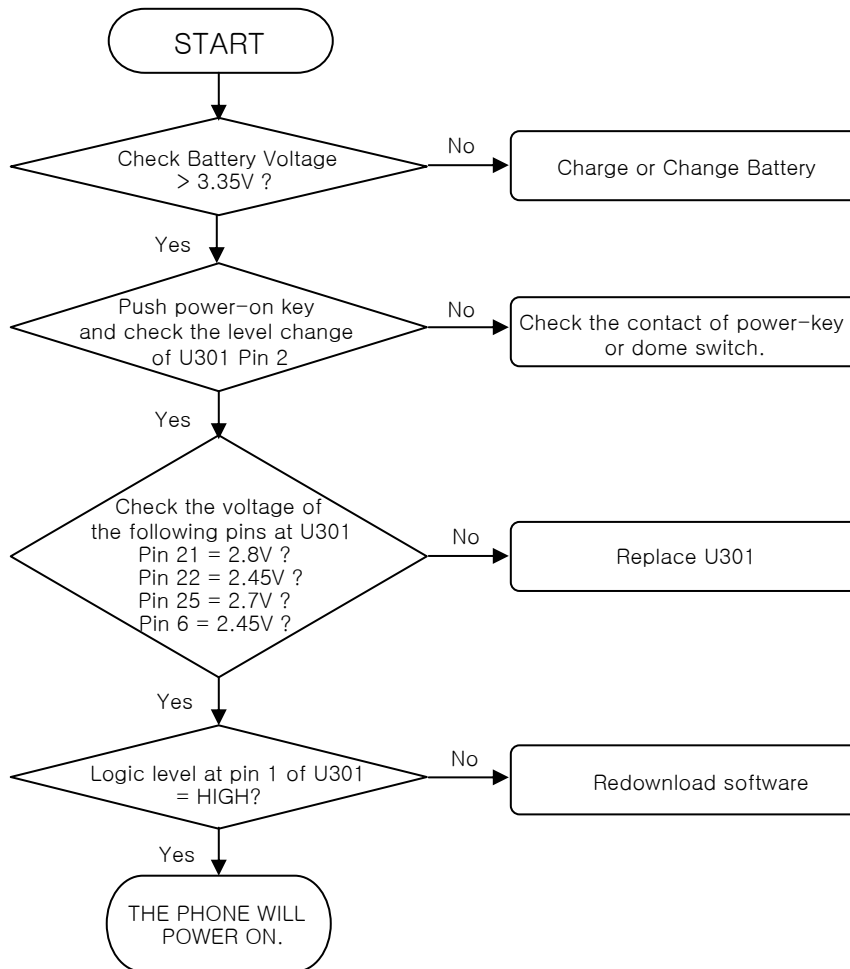 START
Check Battery Voltage
> 3.35V ?
No
Charge or Change Battery
Yes
Push power-on key
and check the level change
of U301 Pin 2
No
Check the contact of power-key
or dome switch.
Yes
Check the voltage of
the following pins at U301
Pin 21 = 2.8V ?
Pin 22 = 2.45V ?
Pin 25 = 2.7V ?
Pin 6 = 2.45V ?
No
Replace U301
Yes
Logic level at pin 1 of U301
= HIGH?
No
Redownload software
Yes
THE PHONE WILL
POWER ON.